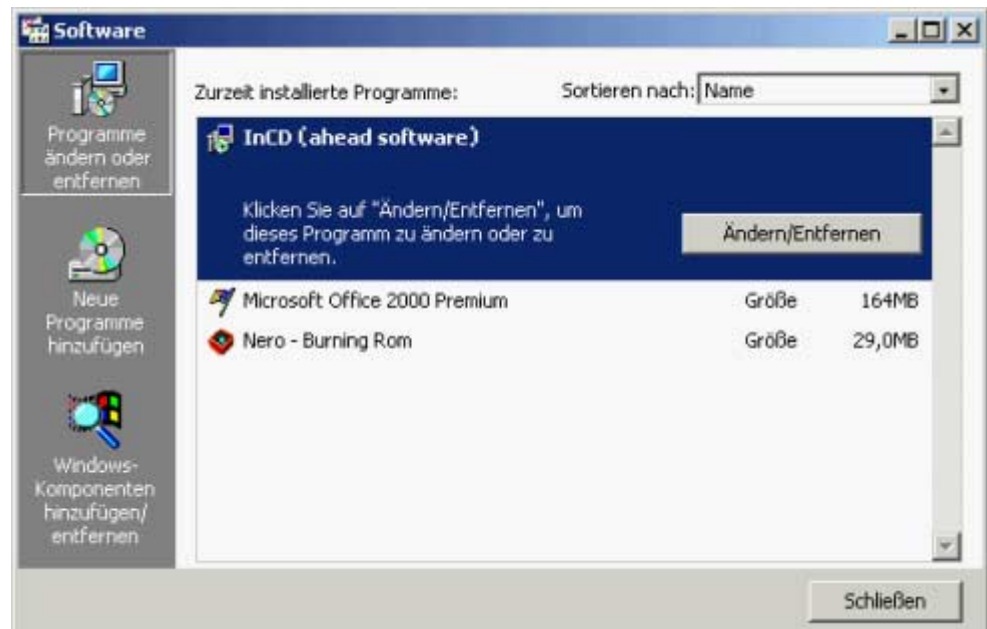 Software
Programme
ändern oder
entfernen
Neue
Programme
hinzufügen
Windows-
Komponenten
hinzufügen/
entfernen
Zurzeit installierte Programme:
Sortieren nach: Name
InCD (ahead software)
Klicken Sie auf "Ändern/Entfernen", um
dieses Programm zu ändern oder zu
entfernen.
Ändern/Entfernen
Microsoft Office 2000 Premium Größe 164MB
Nero - Burning Rom Größe 29,0MB
Schließen